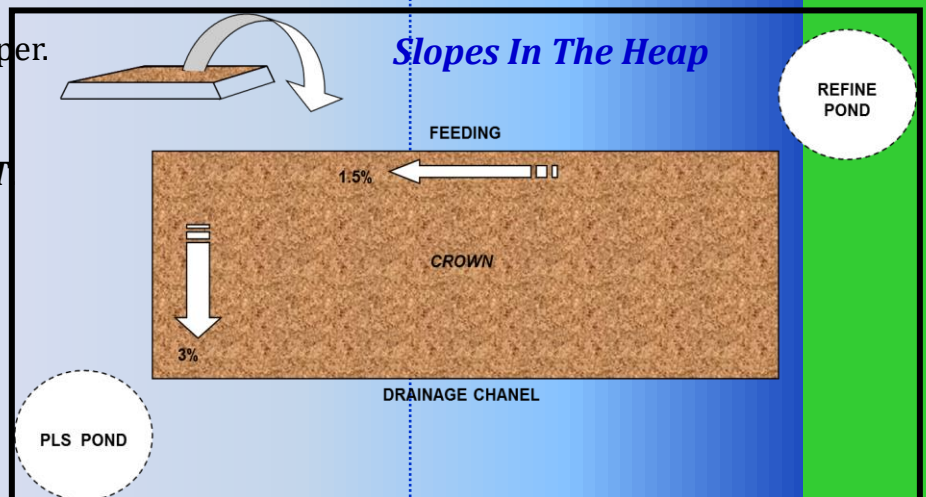 per.
Slopes In The Heap
REFINE
POND
FEEDING
T
1.5%
CROWN
3%
DRAINAGE CHANEL
PLS POND